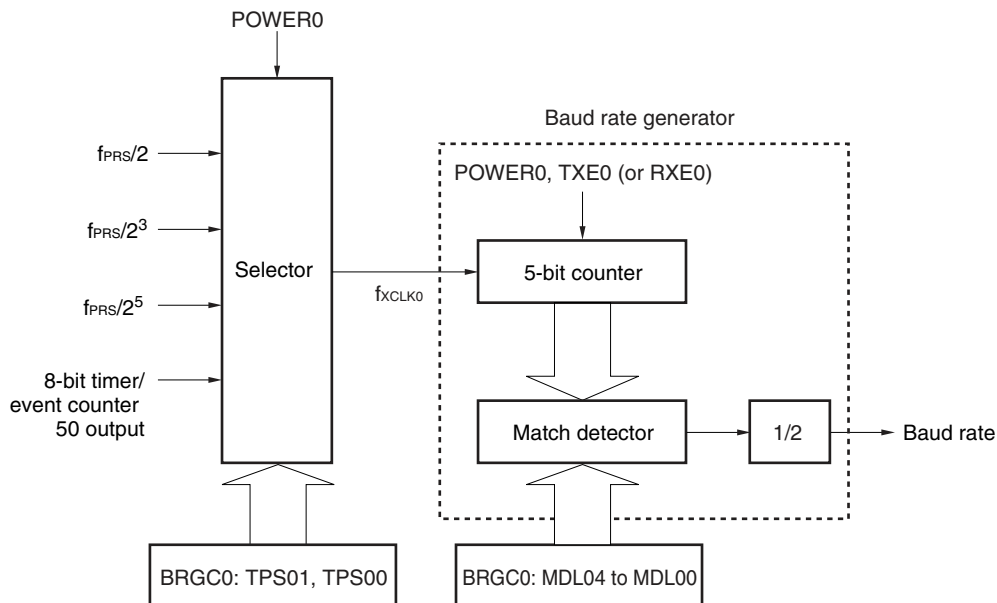 POWER0
Baud rate generator
fPRS/2
POWER0, TXE0 (or RXE0)
fPRS/2³
Selector
5-bit counter
fXCLK0
fPRS/2⁵
8-bit timer/
event counter
50 output
Match detector
1/2
Baud rate
BRGC0: TPS01, TPS00
BRGC0: MDL04 to MDL00